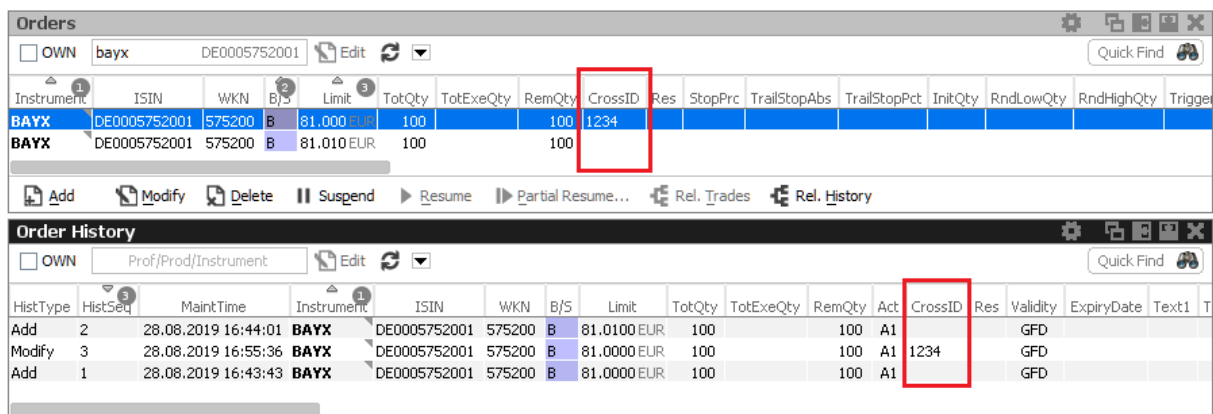 Orders
OWN bayx DE0005752001 Edit Quick Find
Instrument 1 ISIN WKN B/S 2 Limit 3 TotQty TotExeQty RemQty CrossID Res StopPrc TrailStopAbs TrailStopPct InitQty RndLowQty RndHighQty Trigger
BAYX DE0005752001 575200 B 81.000 EUR 100 100 1234
BAYX DE0005752001 575200 B 81.010 EUR 100 100
Add Modify Delete Suspend Resume Partial Resume... Rel. Trades Rel. History
Order History
OWN Prof/Prod/Instrument Edit Quick Find
HistType HistSeq 3 MaintTime Instrument 1 ISIN WKN B/S Limit TotQty TotExeQty RemQty Act CrossID Res Validity ExpiryDate Text1 T
Add 2 28.08.2019 16:44:01 BAYX DE0005752001 575200 B 81.0100 EUR 100 100 A1 GFD
Modify 3 28.08.2019 16:55:36 BAYX DE0005752001 575200 B 81.0000 EUR 100 100 A1 1234 GFD
Add 1 28.08.2019 16:43:43 BAYX DE0005752001 575200 B 81.0000 EUR 100 100 A1 GFD